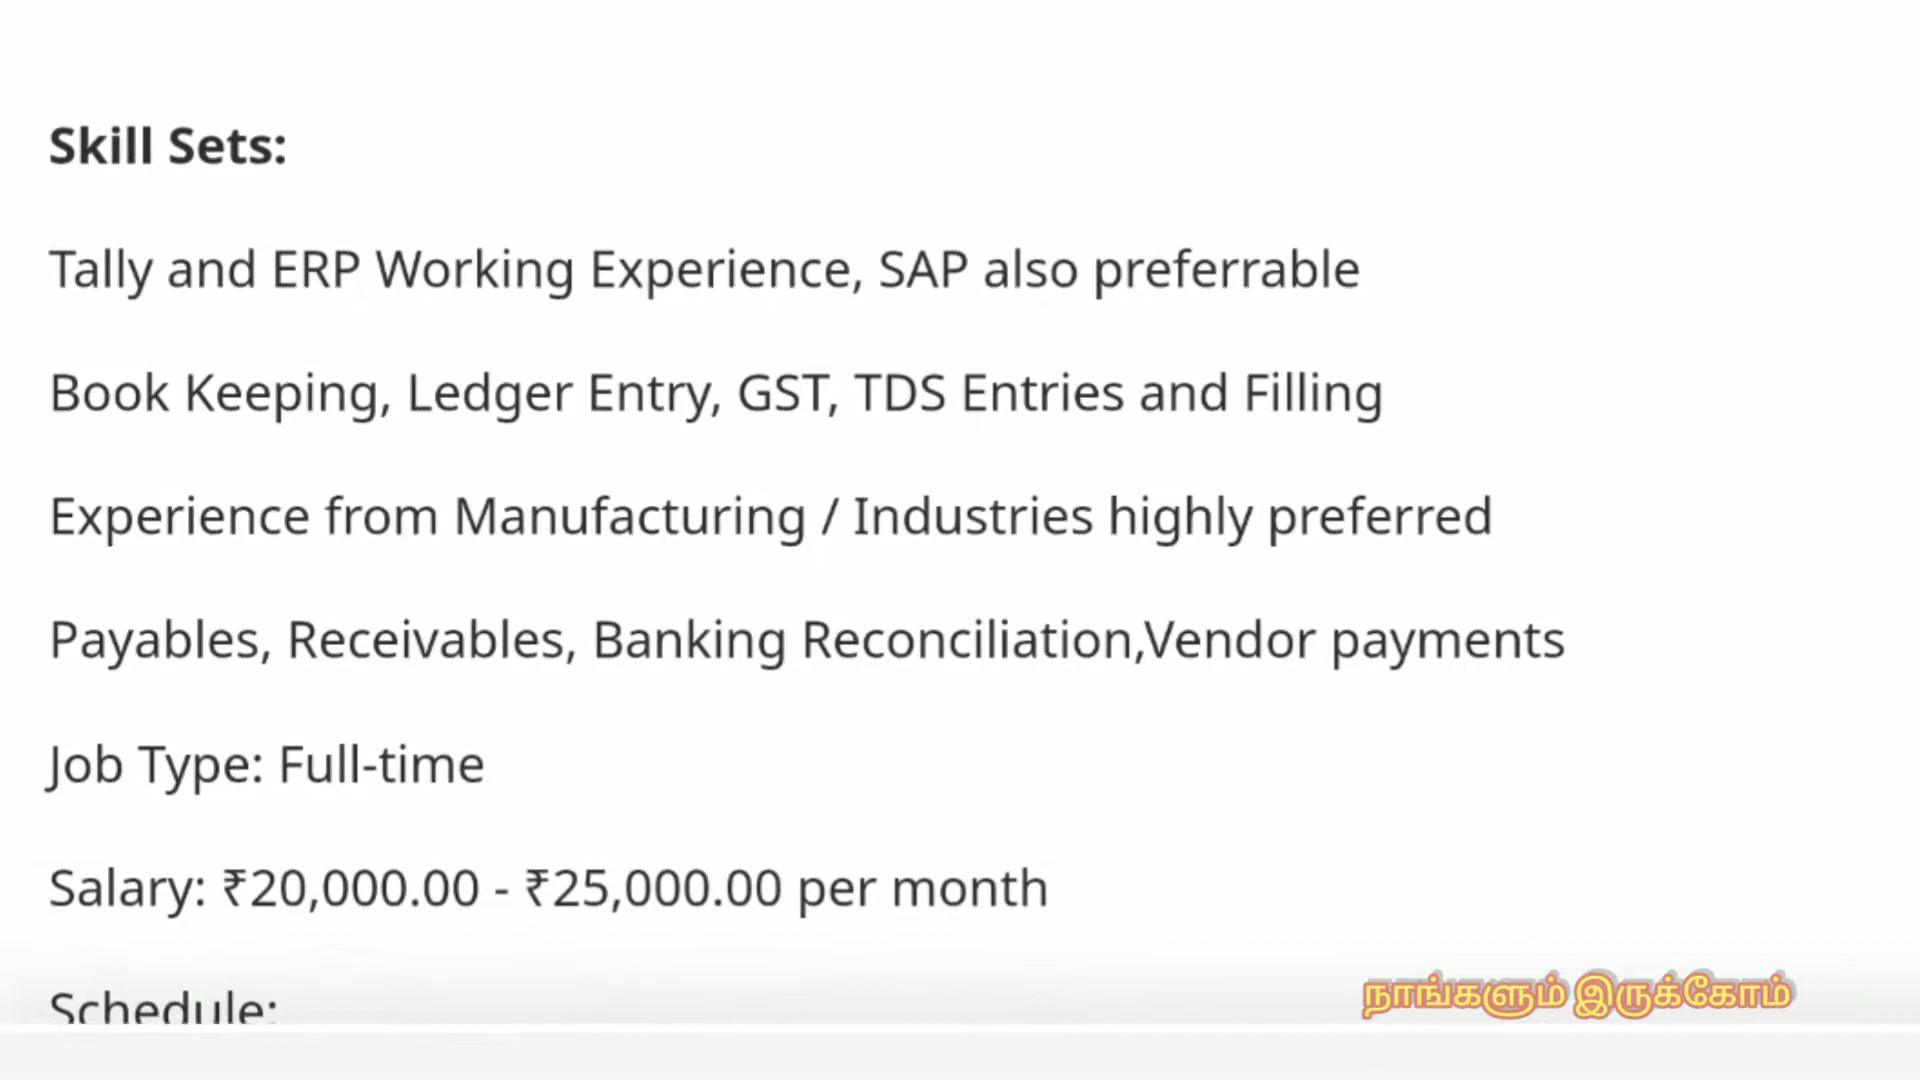 Skill Sets:
Tally and ERP Working Experience, SAP also preferrable
Book Keeping, Ledger Entry, GST, TDS Entries and Filling
Experience from Manufacturing / Industries highly preferred
Payables, Receivables, Banking Reconciliation,Vendor payments
Job Type: Full-time
Salary: ₹20,000.00 - ₹25,000.00 per month
Schedule:
நாங்களும் இருக்கோம்